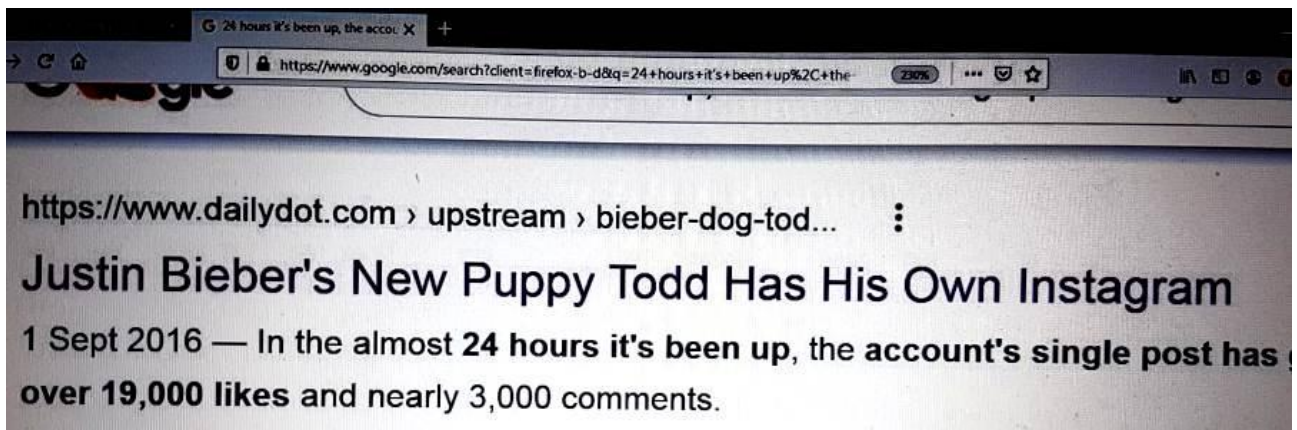 G 24 hours it's been up, the accou
https://www.google.com/search?client=firefox-b-d&q=24+hours+it's+been+up%2C+the- 230%
https://www.dailydot.com › upstream › bieber-dog-tod...
Justin Bieber's New Puppy Todd Has His Own Instagram
1 Sept 2016 — In the almost 24 hours it's been up, the account's single post has
over 19,000 likes and nearly 3,000 comments.